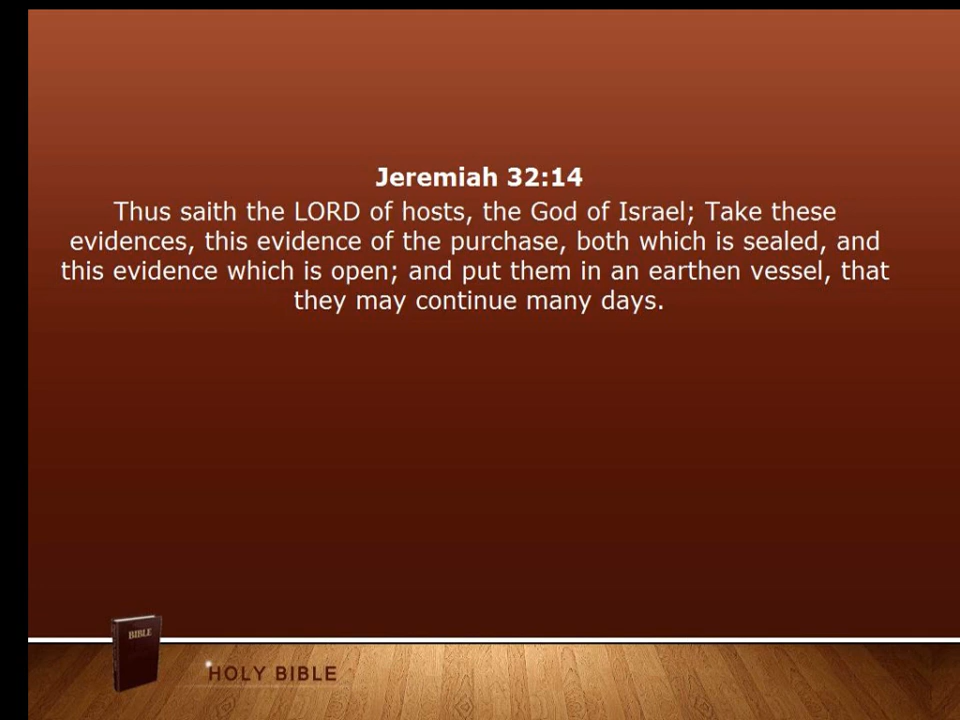 Jeremiah 32:14
Thus saith the LORD of hosts, the God of Israel; Take these
evidences, this evidence of the purchase, both which is sealed, and
this evidence which is open; and put them in an earthen vessel, that
they may continue many days.
BIBLE
HOLY BIBLE